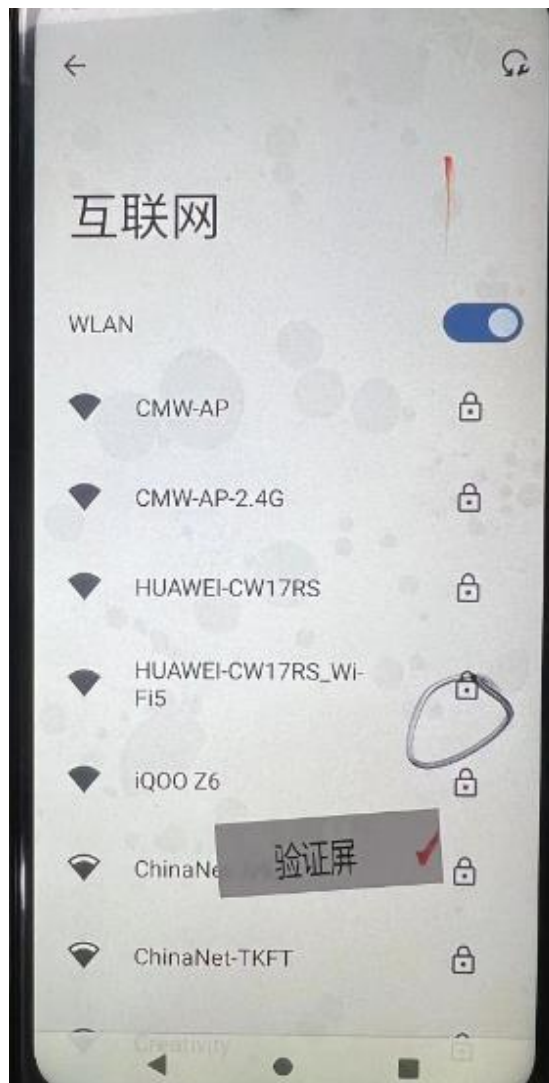 互联网
WLAN
CMW-AP
CMW-AP-2.4G
HUAWEI-CW17RS
HUAWEI-CW17RS_Wi-
Fi5
iQOO Z6
验证屏
ChinaNet-TKFT
Creativity